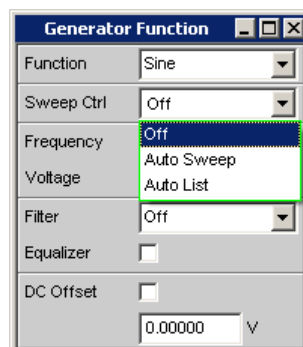 Generator Function
Function Sine
Sweep Ctrl Off
Frequency Off
Auto Sweep
Voltage
Auto List
Filter Off
Equalizer
DC Offset
0.00000 V